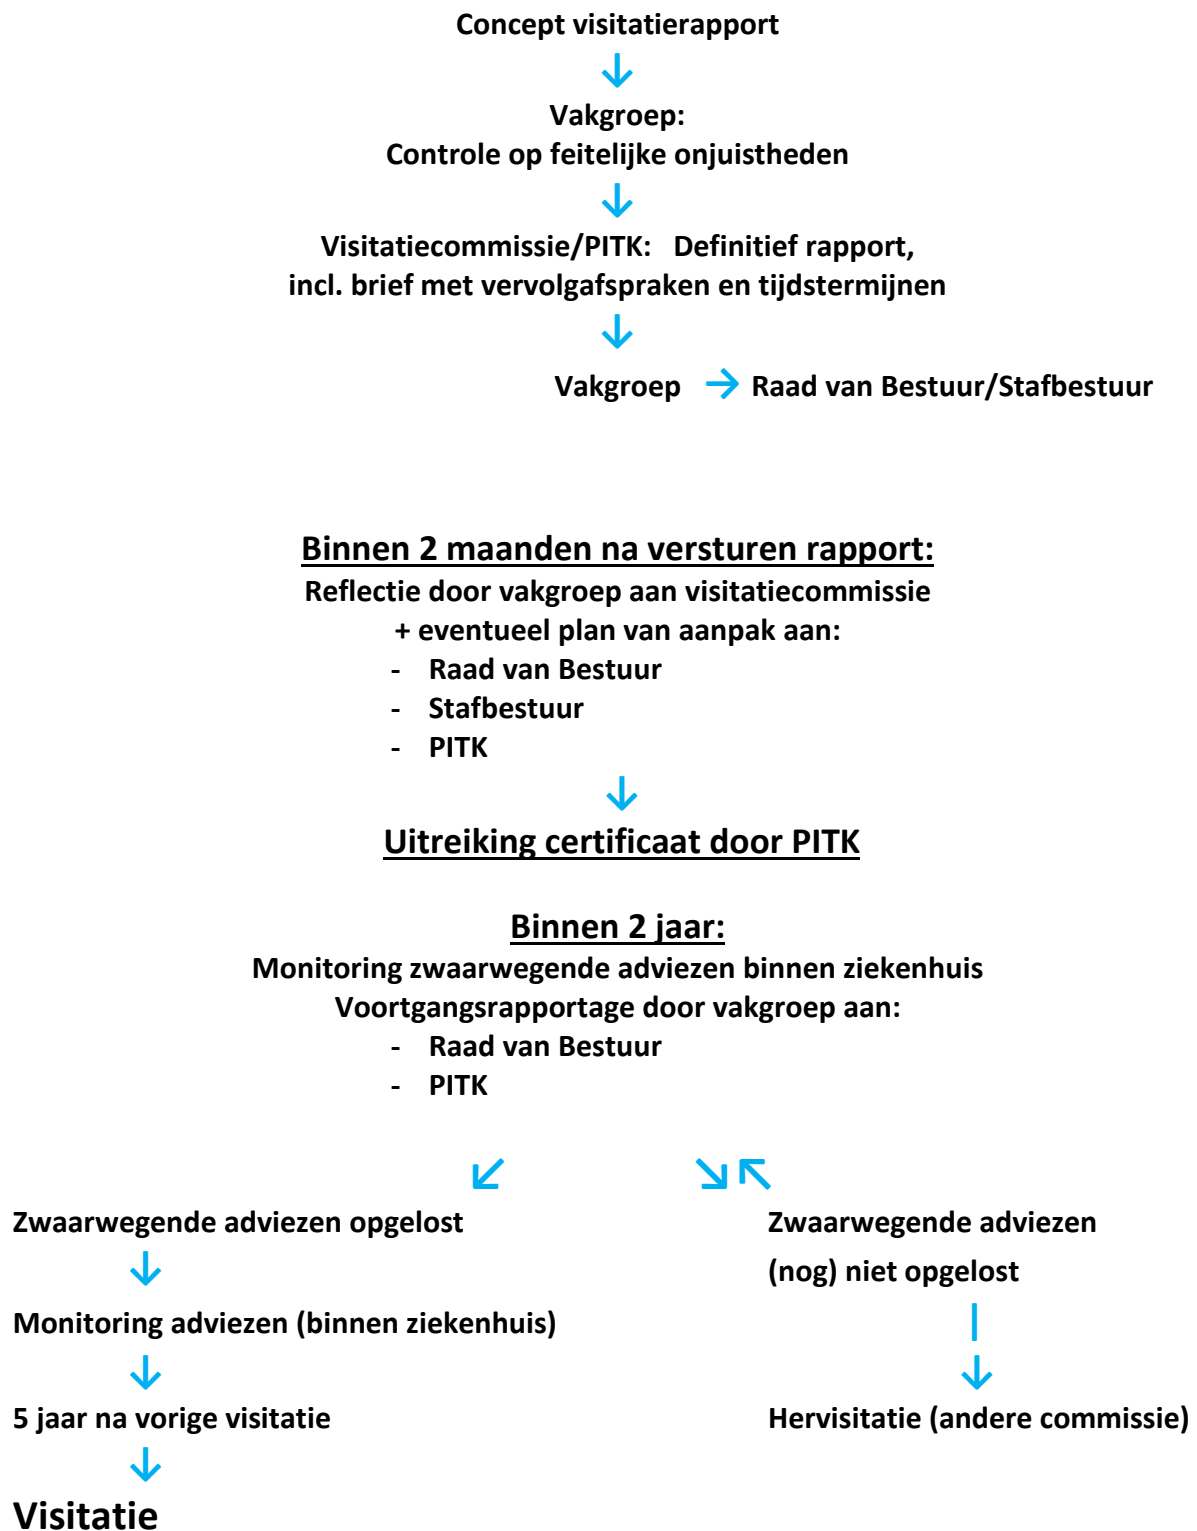 Concept visitatierapport
Vakgroep:
Controle op feitelijke onjuistheden
Visitatiecommissie/PITK: Definitief rapport,
incl. brief met vervolgafspraken en tijdstermijnen
Vakgroep → Raad van Bestuur/Stafbestuur
Binnen 2 maanden na versturen rapport:
Reflectie door vakgroep aan visitatiecommissie
+ eventueel plan van aanpak aan:
- Raad van Bestuur
- Stafbestuur
- PITK
Uitreiking certificaat door PITK
Binnen 2 jaar:
Monitoring zwaarwegende adviezen binnen ziekenhuis
Voortgangsrapportage door vakgroep aan:
- Raad van Bestuur
- PITK
Zwaarwegende adviezen opgelost
Monitoring adviezen (binnen ziekenhuis)
5 jaar na vorige visitatie
Visitatie
Zwaarwegende adviezen
(nog) niet opgelost
Hervisitatie (andere commissie)